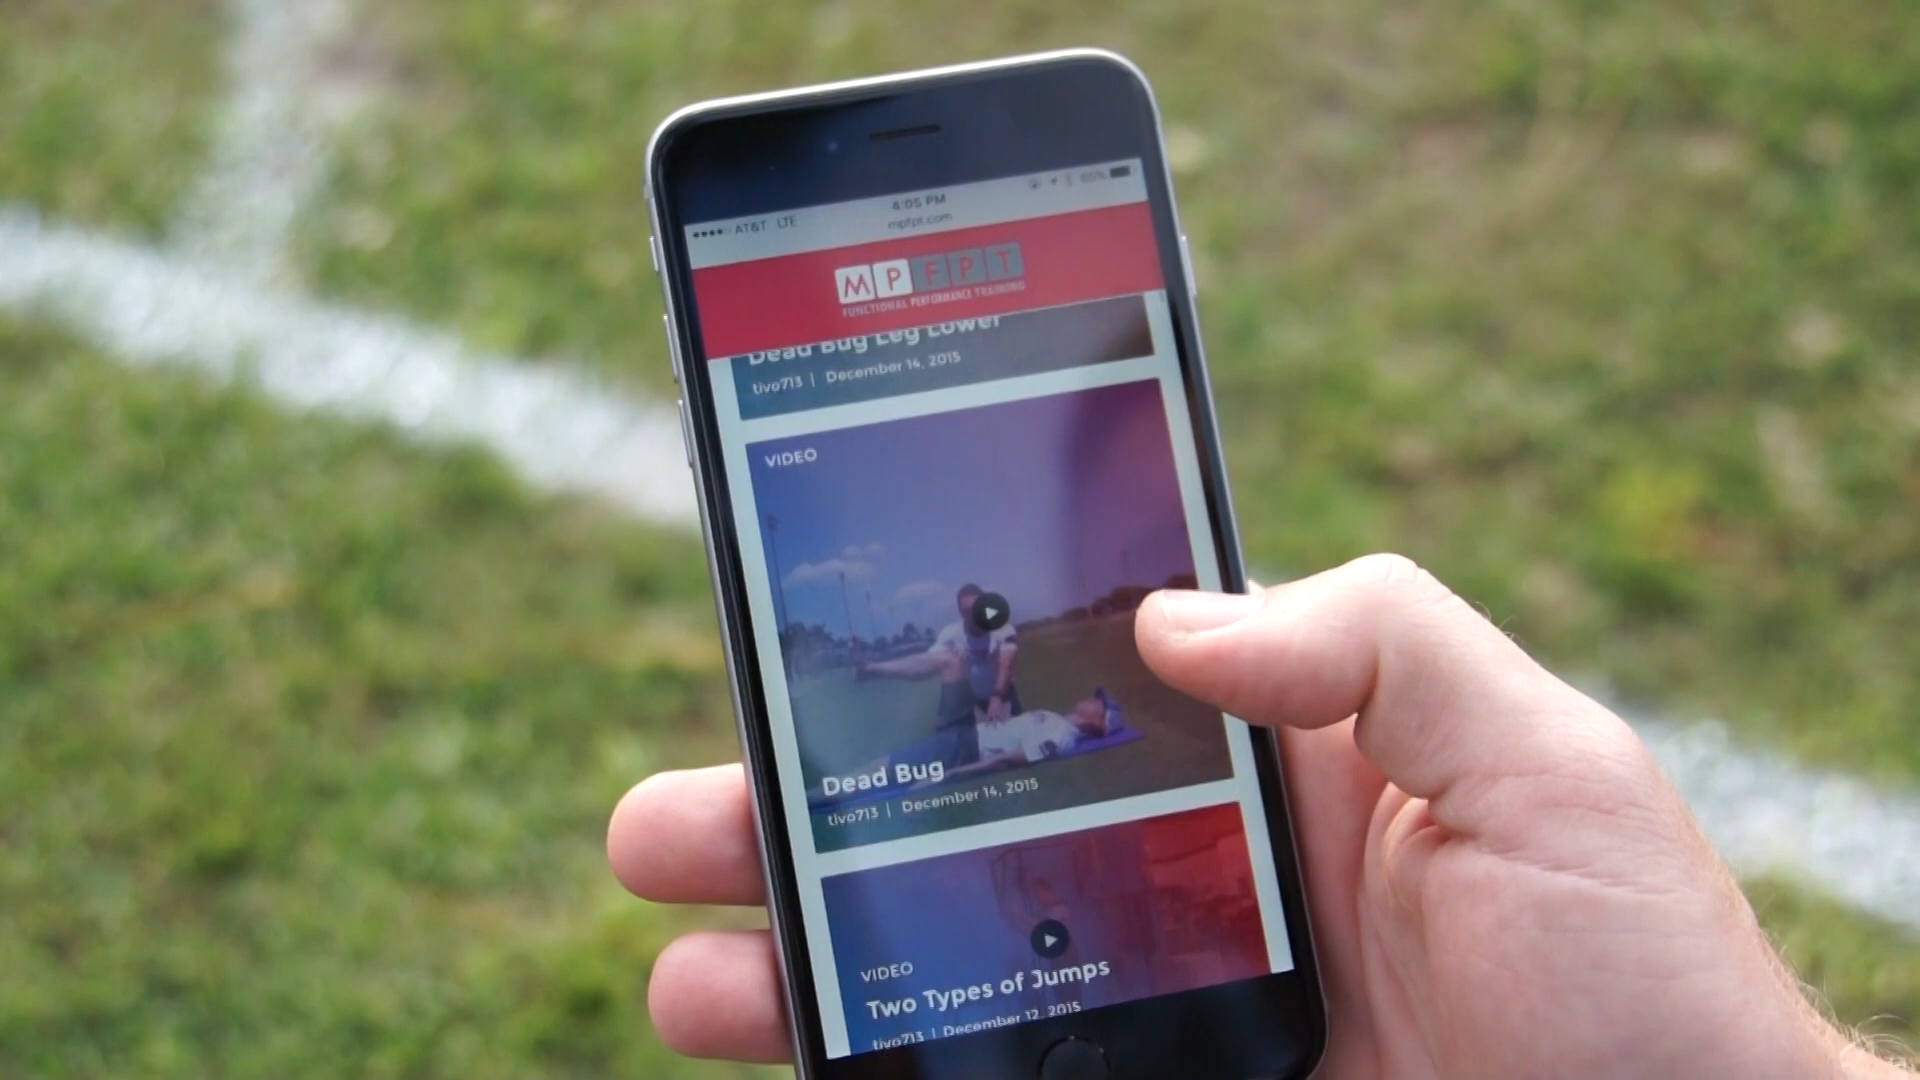 4:05 PM
AT&T LTE
65%
mpfpt.com
MPFPT
FUNCTIONAL PERFORMANCE TRAINING
Dead Bug Leg Lower
tivo713 | December 14, 2015
VIDEO
Dead Bug
tivo713 | December 14, 2015
VIDEO
Two Types of Jumps
tivo713 | December 12, 2015